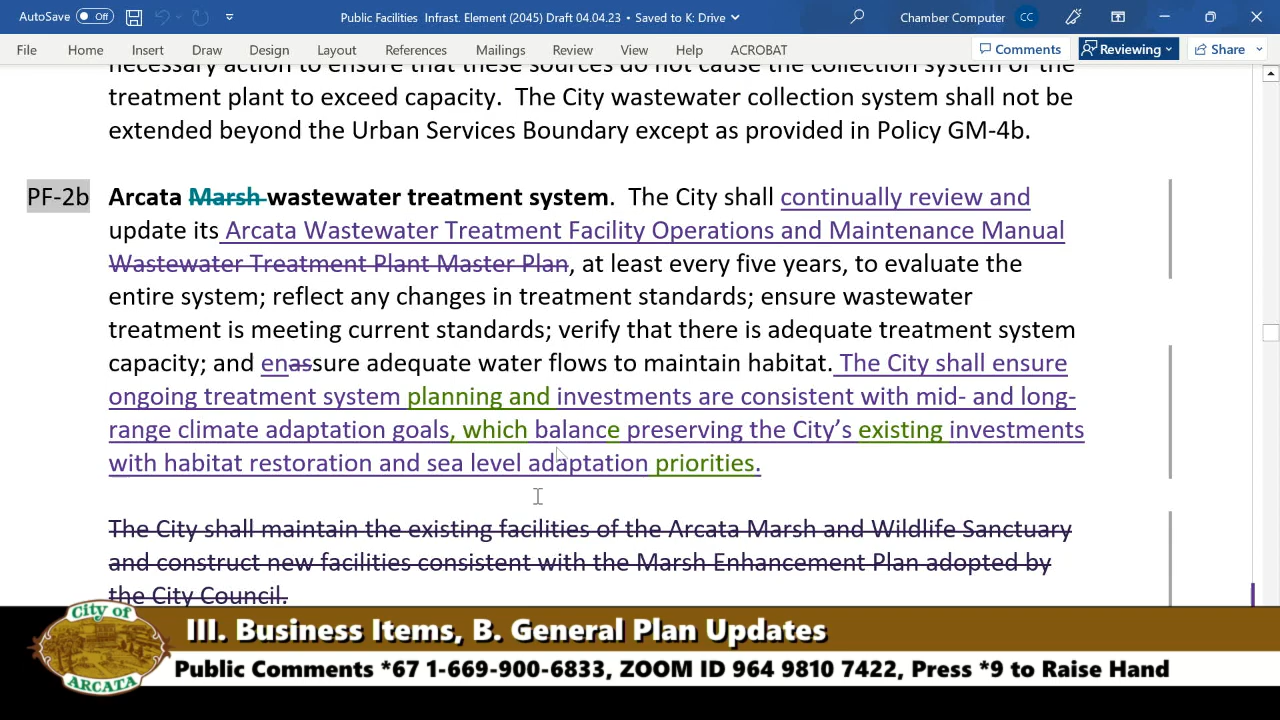 AutoSave Off Public Facilities Infrast. Element (2045) Draft 04.04.23 • Saved to K: Drive Chamber Computer CC
File Home Insert Draw Design Layout References Mailings Review View Help ACROBAT Comments Reviewing Share
necessary action to ensure that these sources do not cause the collection system or the
treatment plant to exceed capacity. The City wastewater collection system shall not be
extended beyond the Urban Services Boundary except as provided in Policy GM-4b.
PF-2b Arcata Marsh wastewater treatment system. The City shall continually review and
update its Arcata Wastewater Treatment Facility Operations and Maintenance Manual
Wastewater Treatment Plant Master Plan, at least every five years, to evaluate the
entire system; reflect any changes in treatment standards; ensure wastewater
treatment is meeting current standards; verify that there is adequate treatment system
capacity; and enassure adequate water flows to maintain habitat. The City shall ensure
ongoing treatment system planning and investments are consistent with mid- and long-
range climate adaptation goals, which balance preserving the City's existing investments
with habitat restoration and sea level adaptation priorities.
The City shall maintain the existing facilities of the Arcata Marsh and Wildlife Sanctuary
and construct new facilities consistent with the Marsh Enhancement Plan adopted by
the City Council.
City of
ARCATA
III. Business Items, B. General Plan Updates
Public Comments *67 1-669-900-6833, ZOOM ID 964 9810 7422, Press *9 to Raise Hand